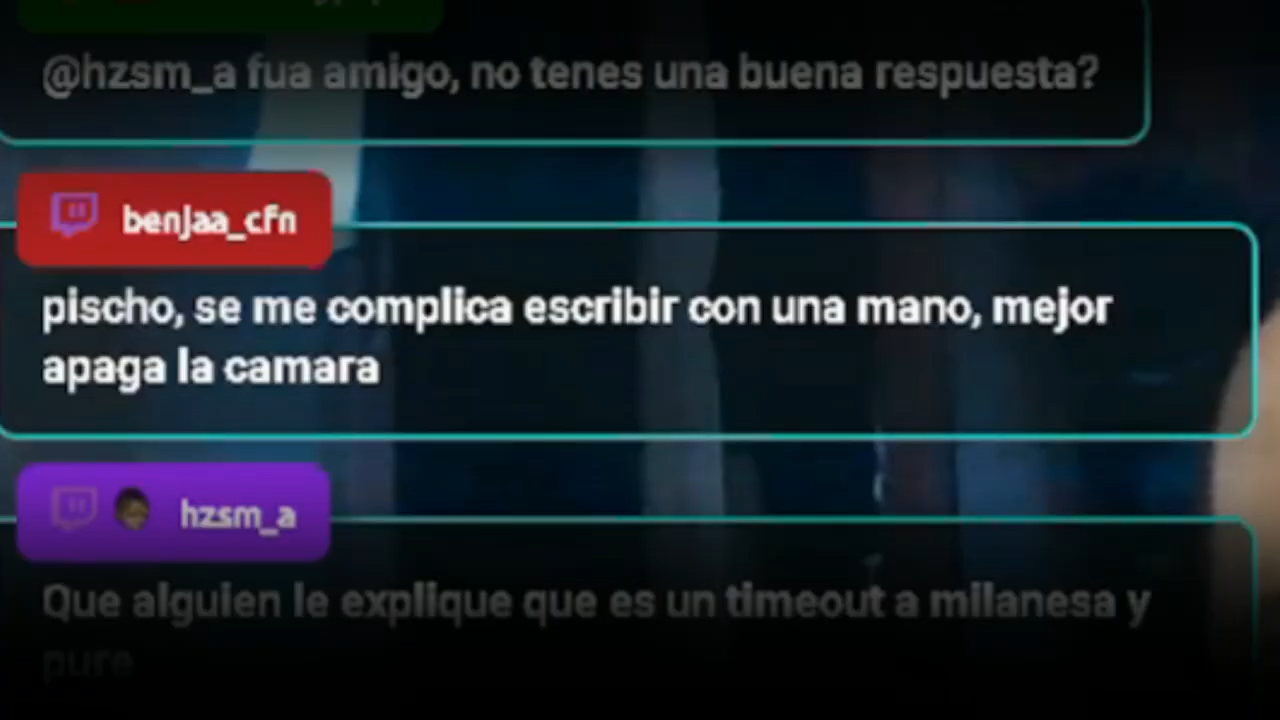 @hzsm_a fua amigo, no tenes una buena respuesta?
benjaa_cfn
pischo, se me complica escribir con una mano, mejor
apaga la camara
hzsm_a
Que alguien le explique que es un timeout a milanesa y
pure